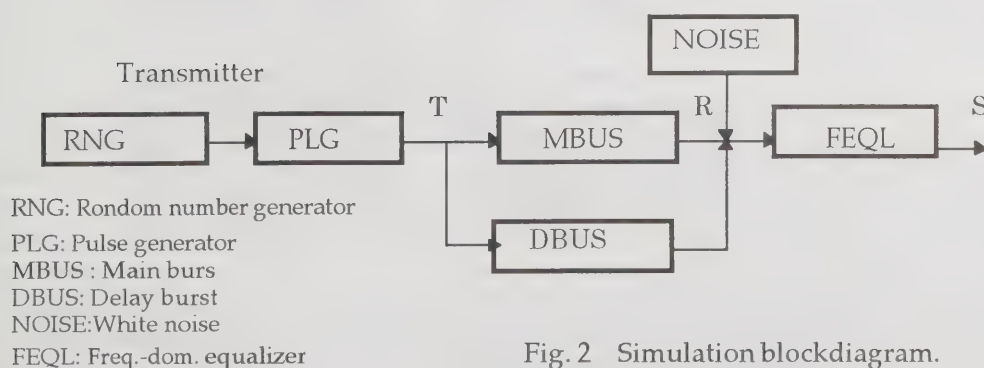 NOISE
Transmitter
T
R
S
RNG
PLG
MBUS
FEQL
DBUS
RNG: Rondom number generator
PLG: Pulse generator
MBUS : Main burs
DBUS: Delay burst
NOISE:White noise
FEQL: Freq.-dom. equalizer
Fig. 2 Simulation blockdiagram.